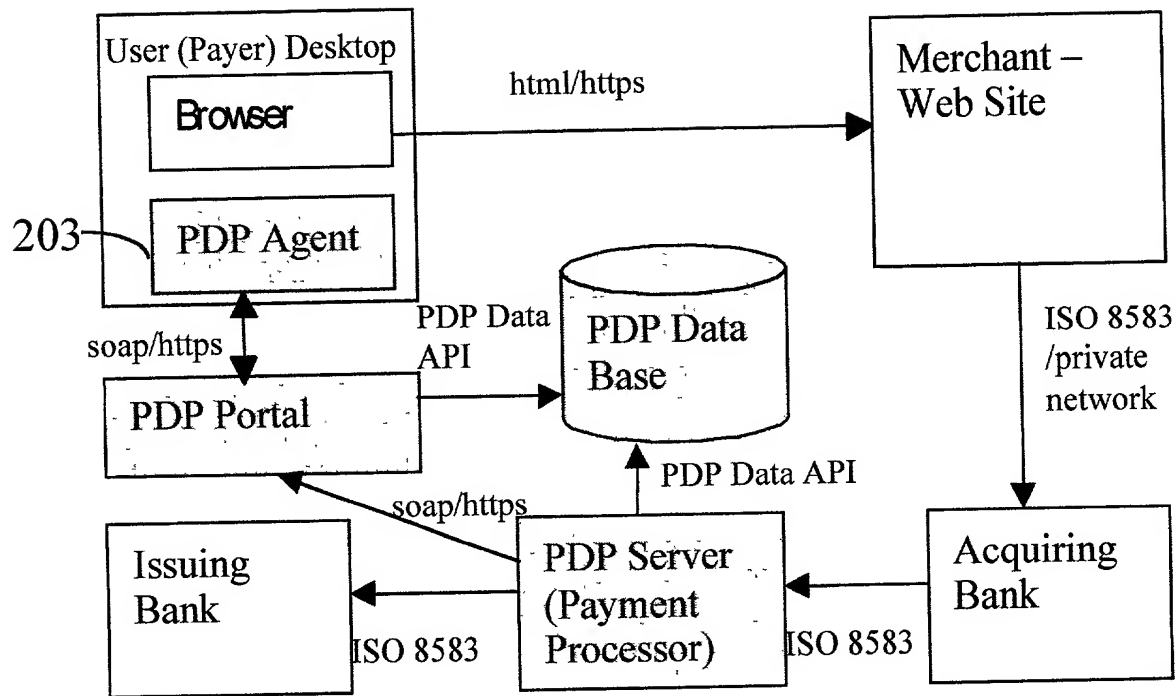 User (Payer) Desktop
Browser
html/https
Merchant –
Web Site
203
PDP Agent
soap/https
PDP Data
API
PDP Data
Base
ISO 8583
/private
network
PDP Portal
soap/https
PDP Data API
Issuing
Bank
ISO 8583
PDP Server
(Payment
Processor)
ISO 8583
Acquiring
Bank